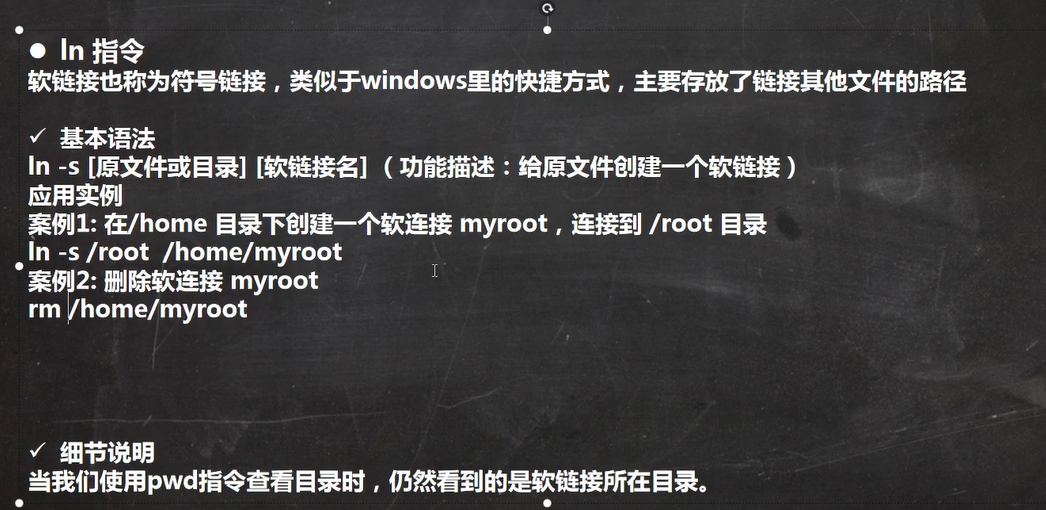 ● ln 指令
软链接也称为符号链接，类似于windows里的快捷方式，主要存放了链接其他文件的路径
✓ 基本语法
ln -s [原文件或目录] [软链接名] （功能描述：给原文件创建一个软链接）
应用实例
案例1: 在/home 目录下创建一个软连接 myroot，连接到 /root 目录
ln -s /root  /home/myroot
案例2: 删除软连接 myroot
rm /home/myroot
✓ 细节说明
当我们使用pwd指令查看目录时，仍然看到的是软链接所在目录。